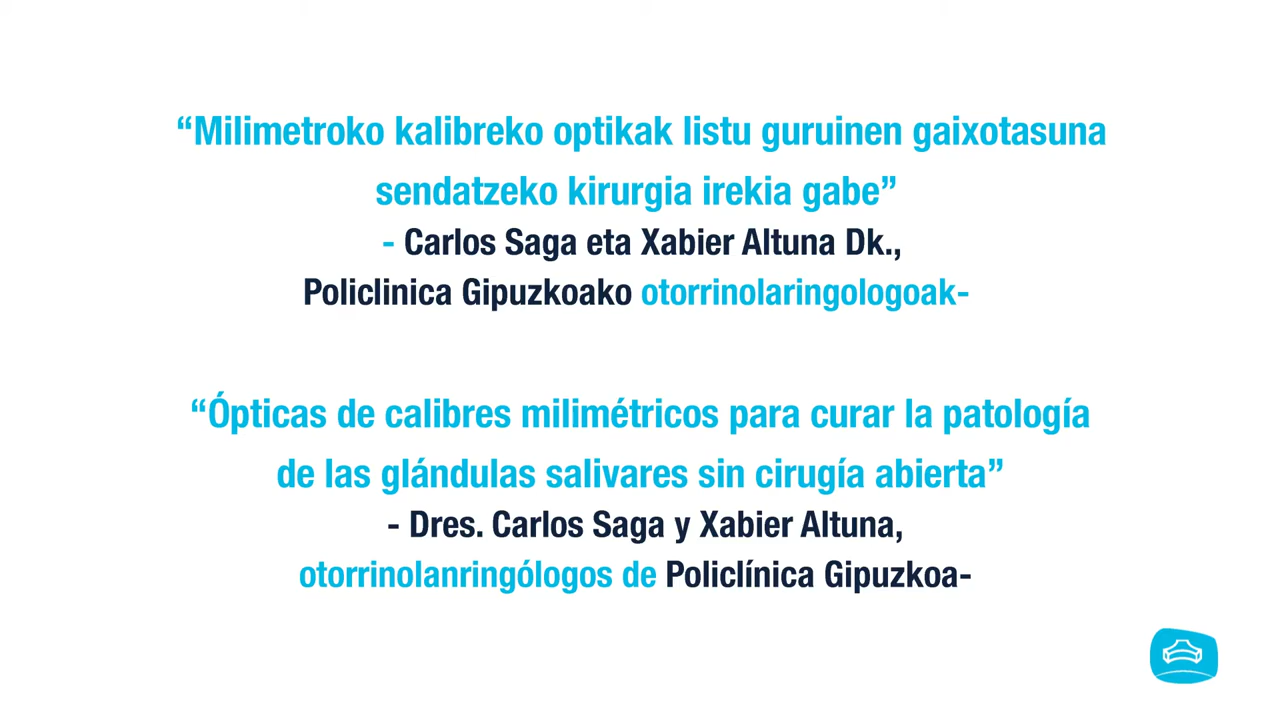 “Milimetroko kalibreko optikak listu guruinen gaixotasuna
sendatzeko kirurgia irekia gabe”
- Carlos Saga eta Xabier Altuna Dk.,
Policlinica Gipuzkoako otorrinolaringologoak-
“Ópticas de calibres milimétricos para curar la patología
de las glándulas salivares sin cirugía abierta”
- Dres. Carlos Saga y Xabier Altuna,
otorrinolanringólogos de Policlínica Gipuzkoa-